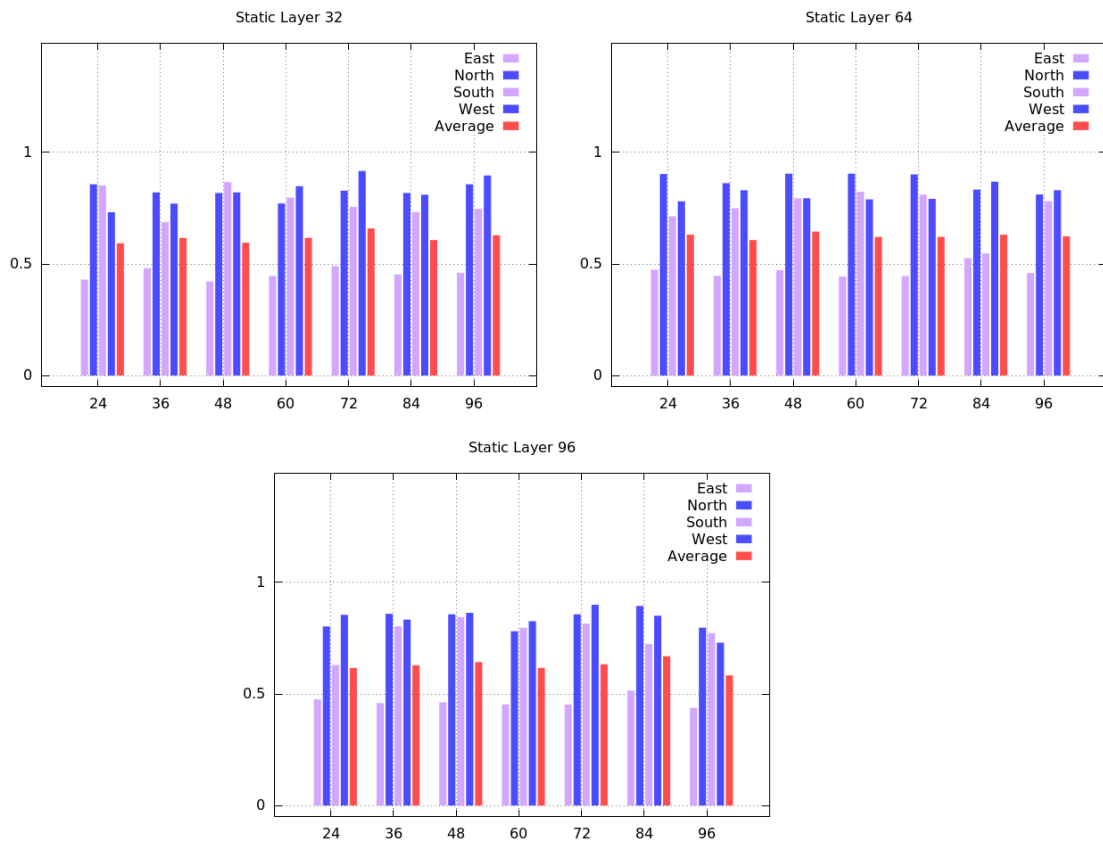 Static Layer 32
East
North
South
West
Average
1
0.5
0
24 36 48 60 72 84 96
Static Layer 64
East
North
South
West
Average
1
0.5
0
24 36 48 60 72 84 96
Static Layer 96
East
North
South
West
Average
1
0.5
0
24 36 48 60 72 84 96